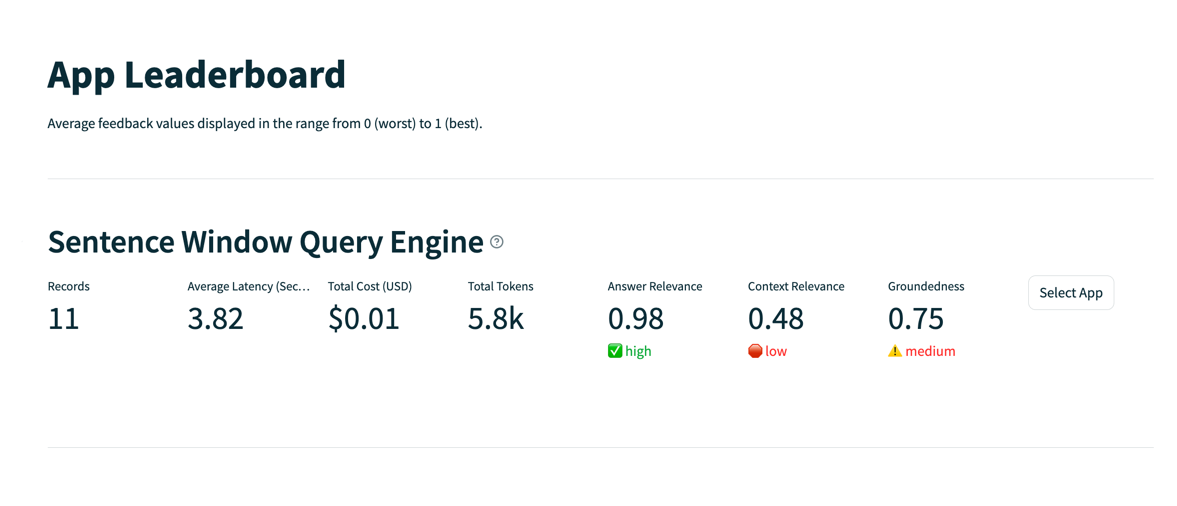 App Leaderboard
Average feedback values displayed in the range from 0 (worst) to 1 (best).
Sentence Window Query Engine
Records
Average Latency (Sec...
Total Cost (USD)
Total Tokens
Answer Relevance
Context Relevance
Groundedness
Select App
11
3.82
$0.01
5.8k
0.98
0.48
0.75
high
low
medium